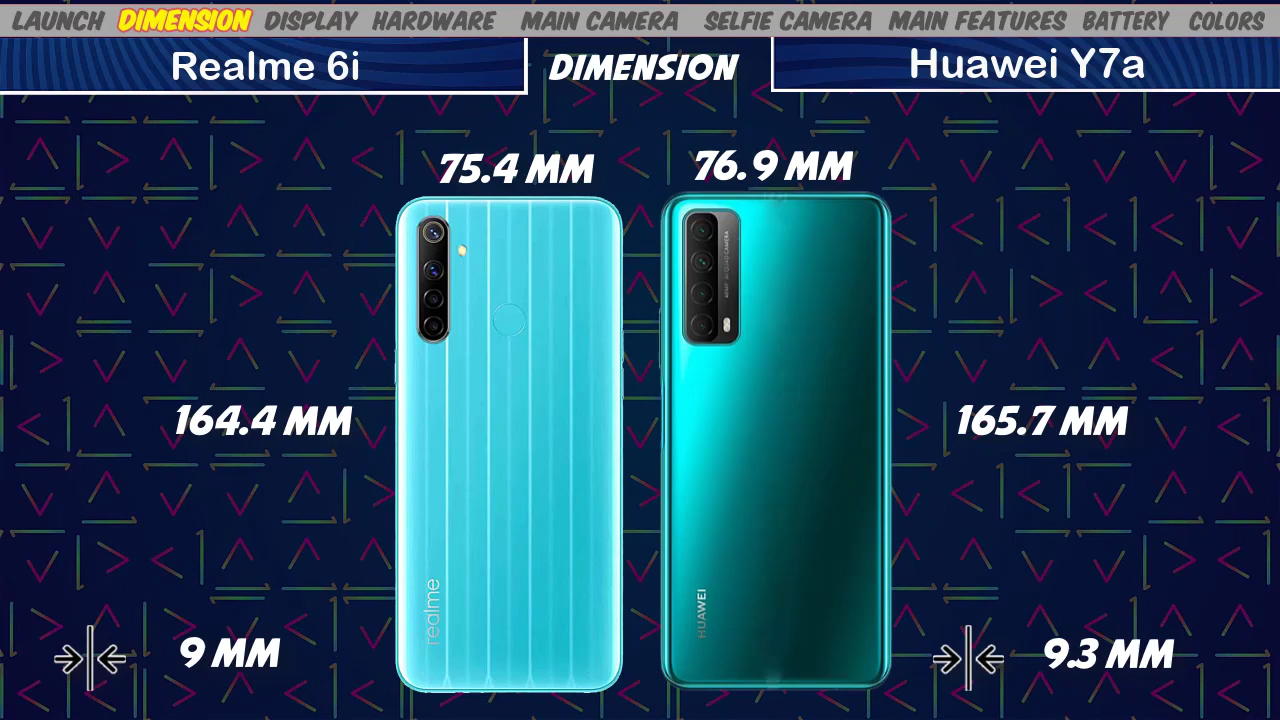 LAUNCH DIMENSION DISPLAY HARDWARE MAIN CAMERA SELFIE CAMERA MAIN FEATURES BATTERY COLORS
Realme 6i DIMENSION Huawei Y7a
75.4 MM 76.9 MM
164.4 MM 165.7 MM
realme
HUAWEI
9 MM 9.3 MM